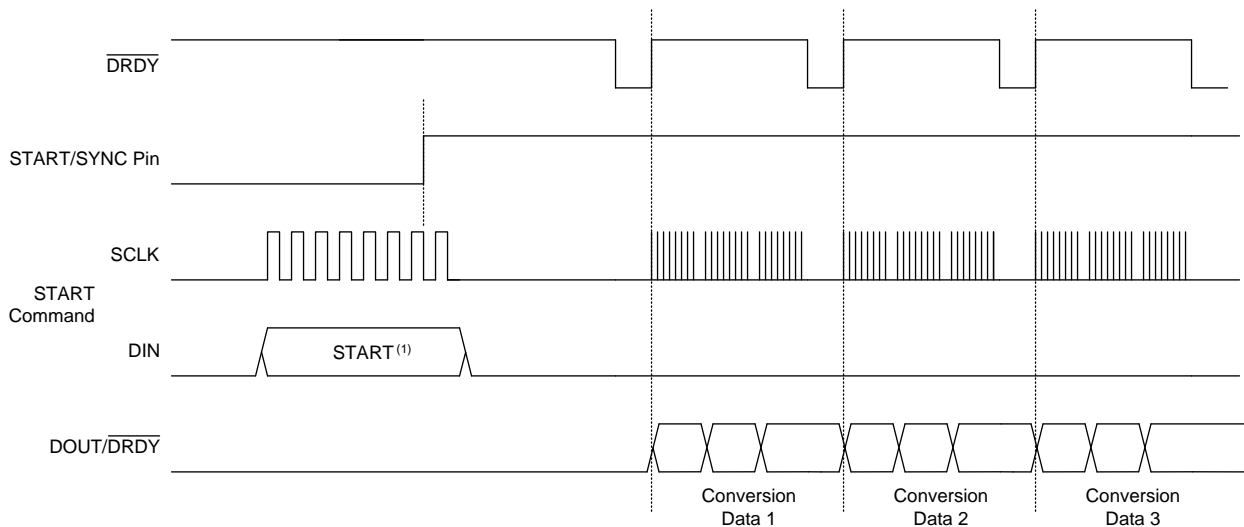 DRDY
START/SYNC Pin
SCLK
START
Command
DIN
START(1)
DOUT/DRDY
Conversion
Data 1
Conversion
Data 2
Conversion
Data 3